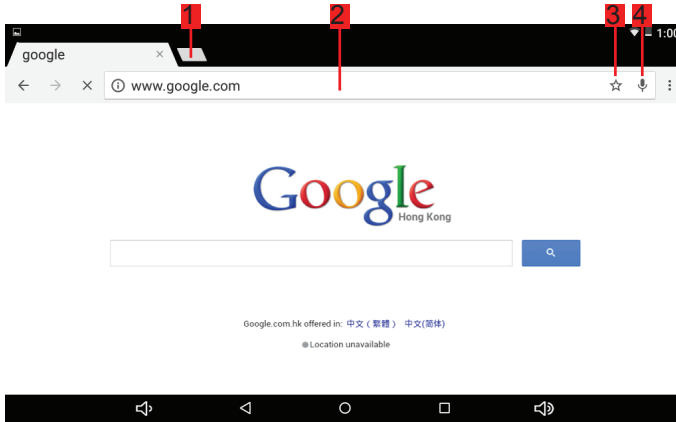 1 2 3 4
1:00
google
www.google.com
Google
Hong Kong
Google.com.hk offered in: 中文（繁體） 中文(简体)
Location unavailable